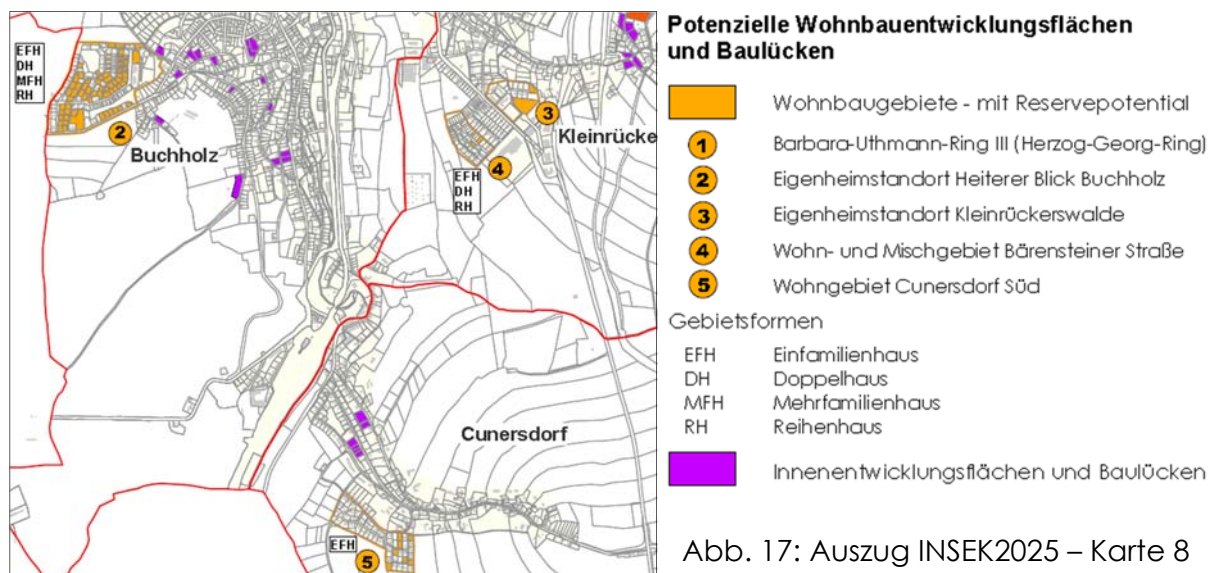 EFH
DH
MFH
RH
2
Buchholz
3
Kleinrücke
4
EFH
DH
RH
Cunersdorf
EFH
5
Potenzielle Wohnbauentwicklungsflächen
und Baulücken
Wohnbaugebiete - mit Reservepotential
1 Barbara-Uthmann-Ring III (Herzog-Georg-Ring)
2 Eigenheimstandort Heiterer Blick Buchholz
3 Eigenheimstandort Kleinrückerswalde
4 Wohn- und Mischgebiet Bärensteiner Straße
5 Wohngebiet Cunersdorf Süd
Gebietsformen
EFH Einfamilienhaus
DH Doppelhaus
MFH Mehrfamilienhaus
RH Reihenhaus
Innenentwicklungsflächen und Baulücken
Abb. 17: Auszug INSEK2025 – Karte 8